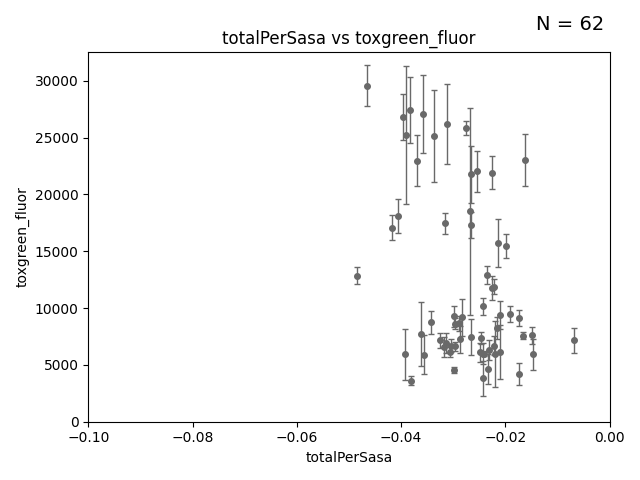 N = 62
totalPerSasa vs toxgreen_fluor
toxgreen_fluor
30000
25000
20000
15000
10000
5000
0
−0.10 −0.08 −0.06 −0.04 −0.02 0.00
totalPerSasa